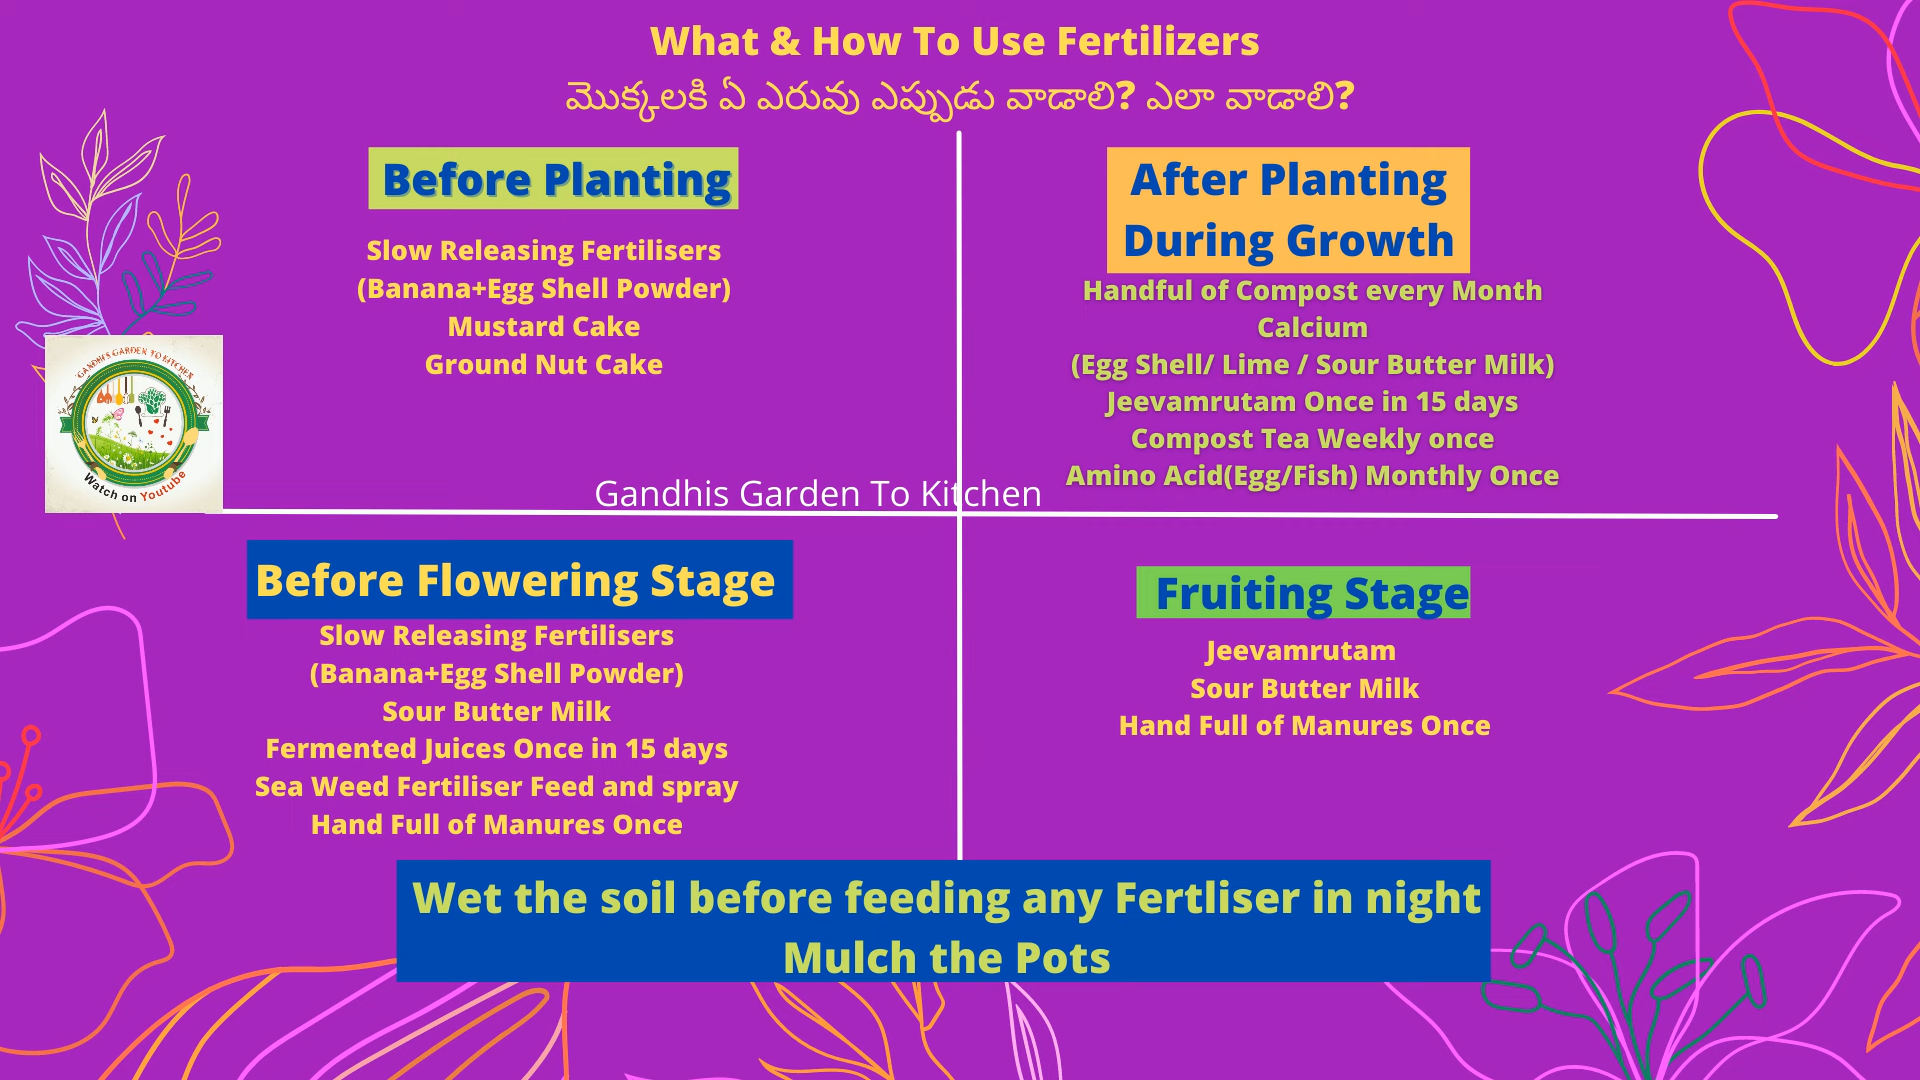 What & How To Use Fertilizers
మొక్కలకి ఏ ఎరువు ఎప్పుడు వాడాలి? ఎలా వాడాలి?
Before Planting
Slow Releasing Fertilisers
(Banana+Egg Shell Powder)
Mustard Cake
Ground Nut Cake
After Planting
During Growth
Handful of Compost every Month
Calcium
(Egg Shell/ Lime / Sour Butter Milk)
Jeevamrutam Once in 15 days
Compost Tea Weekly once
Amino Acid(Egg/Fish) Monthly Once
GANDHI'S GARDEN TO KITCHEN
Watch on Youtube
Gandhis Garden To Kitchen
Before Flowering Stage
Slow Releasing Fertilisers
(Banana+Egg Shell Powder)
Sour Butter Milk
Fermented Juices Once in 15 days
Sea Weed Fertiliser Feed and spray
Hand Full of Manures Once
Fruiting Stage
Jeevamrutam
Sour Butter Milk
Hand Full of Manures Once
Wet the soil before feeding any Fertliser in night
Mulch the Pots